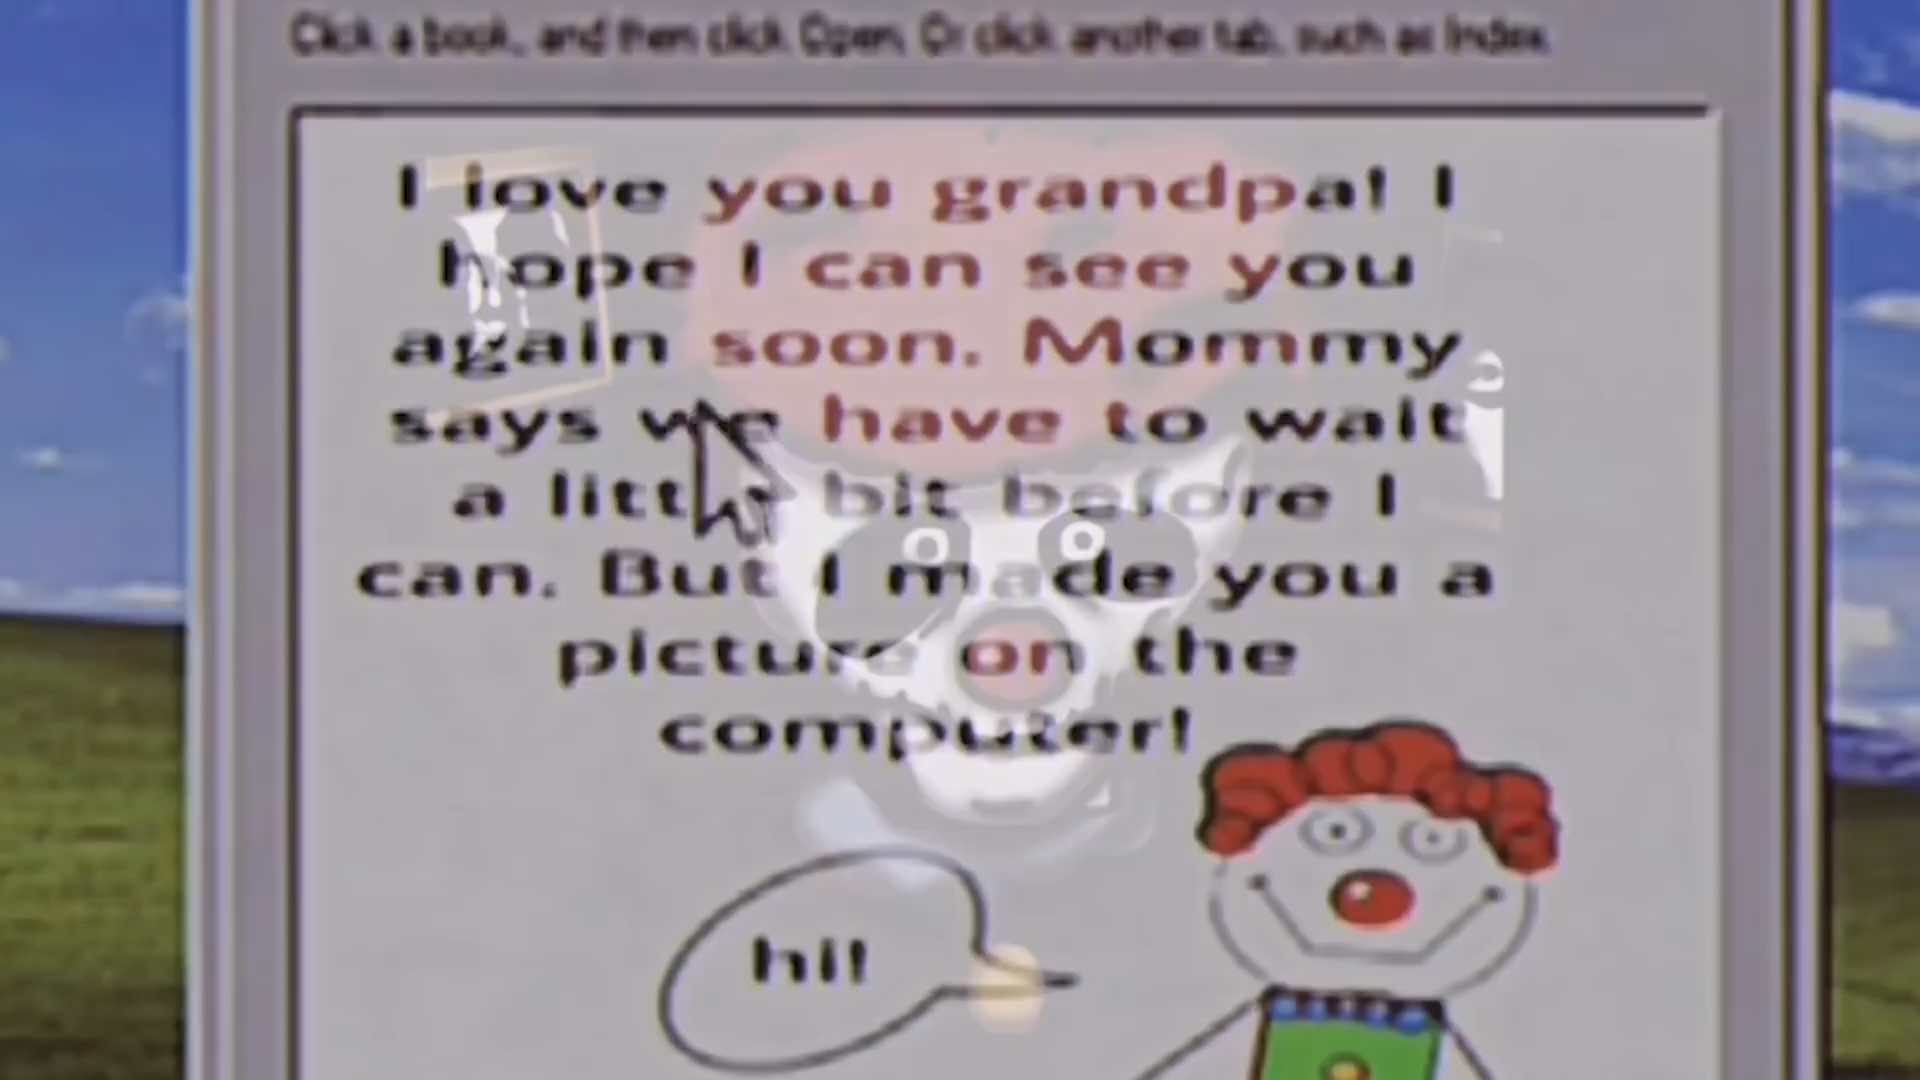 Click a book, and then click Open. Or click another tab, such as Index.
I love you grandpa! I
hope I can see you
again soon. Mommy
says we have to wait
a little bit before I
can. But I made you a
picture on the
computer!
hi!